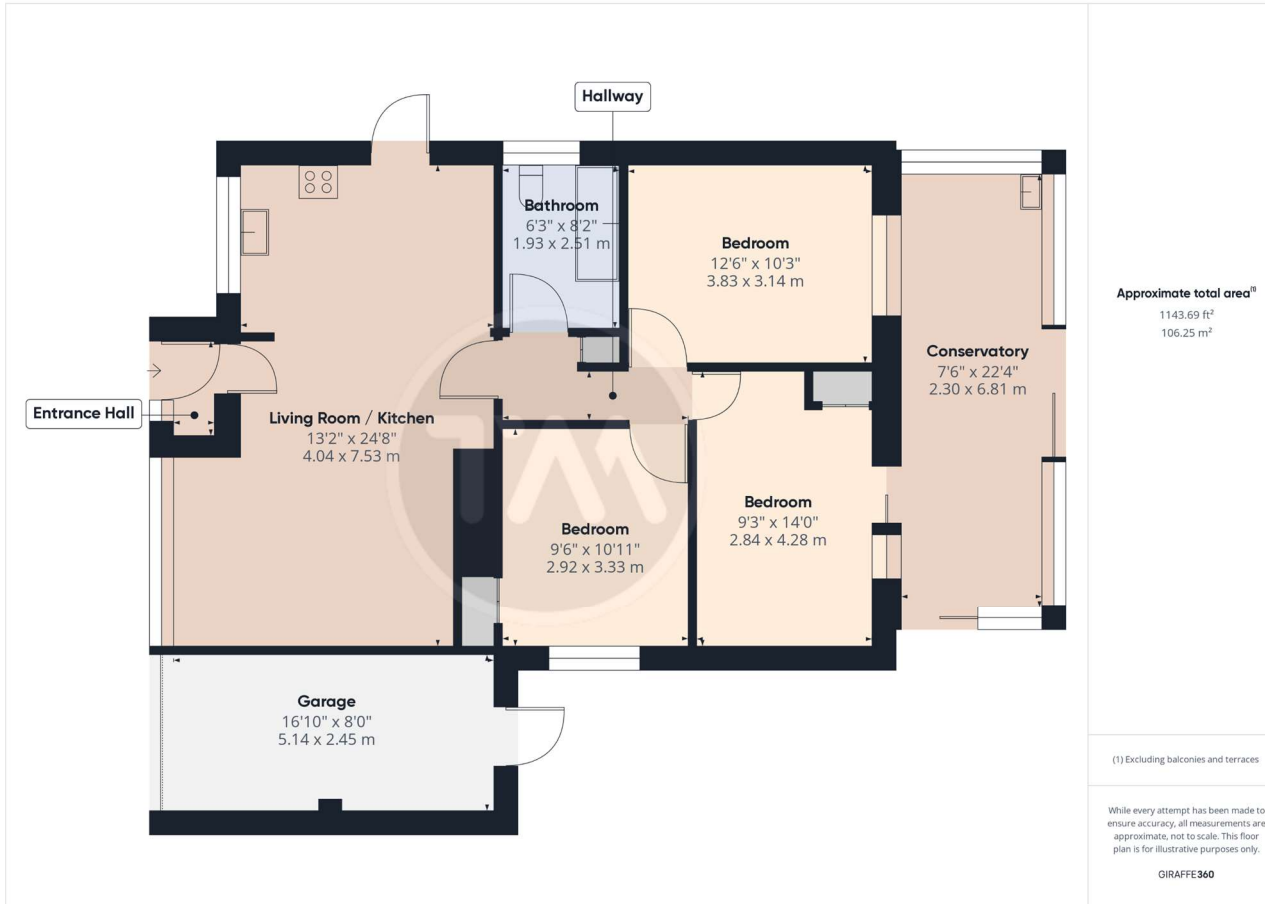 Hallway
Bathroom
6'3" x 8'2"
1.93 x 2.51 m
Bedroom
12'6" x 10'3"
3.83 x 3.14 m
Conservatory
7'6" x 22'4"
2.30 x 6.81 m
Entrance Hall
Living Room / Kitchen
13'2" x 24'8"
4.04 x 7.53 m
Bedroom
9'6" x 10'11"
2.92 x 3.33 m
Bedroom
9'3" x 14'0"
2.84 x 4.28 m
Garage
16'10" x 8'0"
5.14 x 2.45 m
TM
Approximate total area(1)
1143.69 ft²
106.25 m²
(1) Excluding balconies and terraces
While every attempt has been made to
ensure accuracy, all measurements are
approximate, not to scale. This floor
plan is for illustrative purposes only.
GIRAFFE360